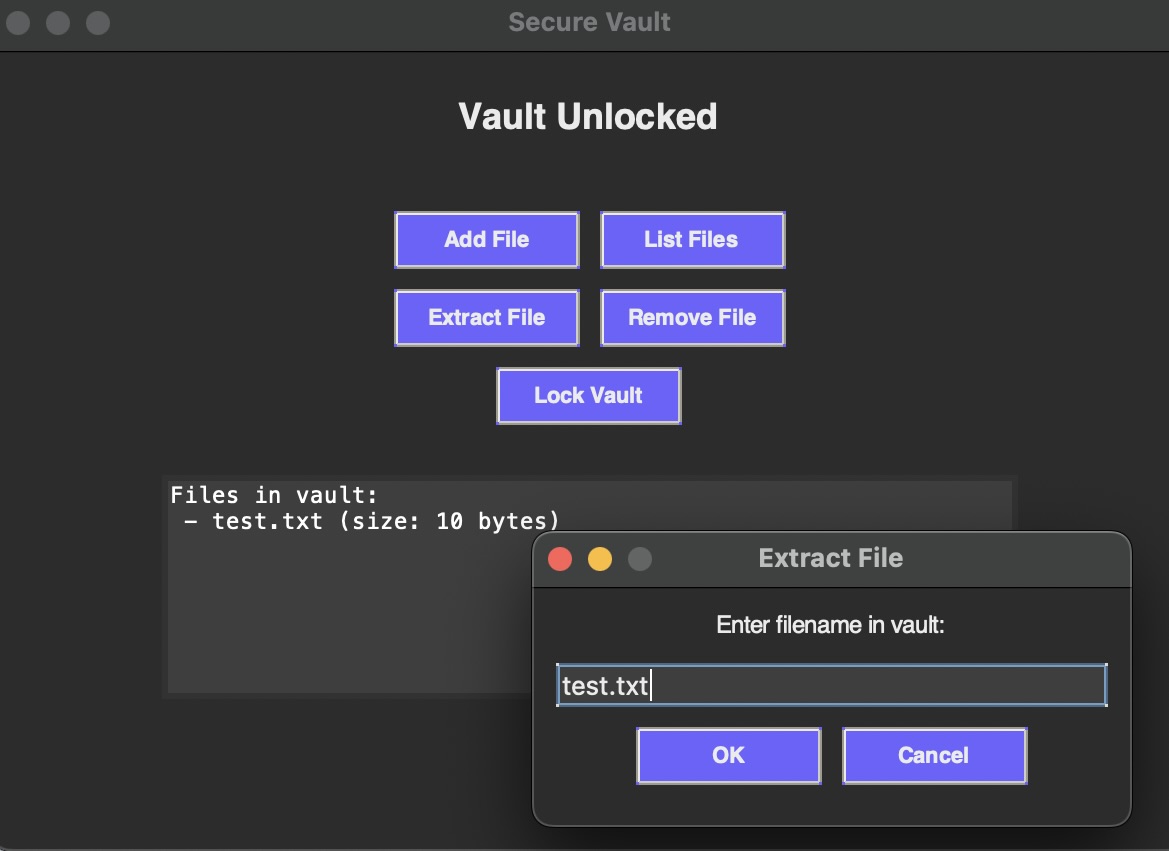 Secure Vault
Vault Unlocked
Add File
List Files
Extract File
Remove File
Lock Vault
Files in vault:
– test.txt (size: 10 bytes)
Extract File
Enter filename in vault:
test.txt
OK
Cancel